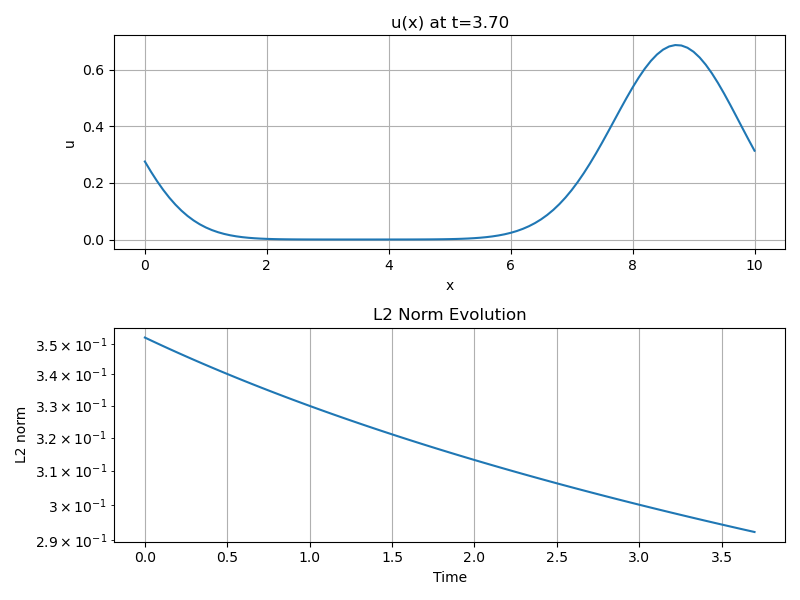 u(x) at t=3.70
u
0.6
0.4
0.2
0.0
0 2 4 6 8 10
x
L2 Norm Evolution
L2 norm
3.5 × 10⁻¹
3.4 × 10⁻¹
3.3 × 10⁻¹
3.2 × 10⁻¹
3.1 × 10⁻¹
3 × 10⁻¹
2.9 × 10⁻¹
0.0 0.5 1.0 1.5 2.0 2.5 3.0 3.5
Time